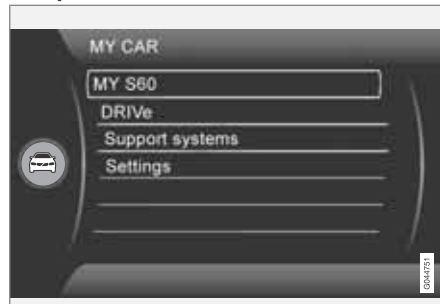 MY CAR
MY S60
DRIVe
Support systems
Settings
G044751